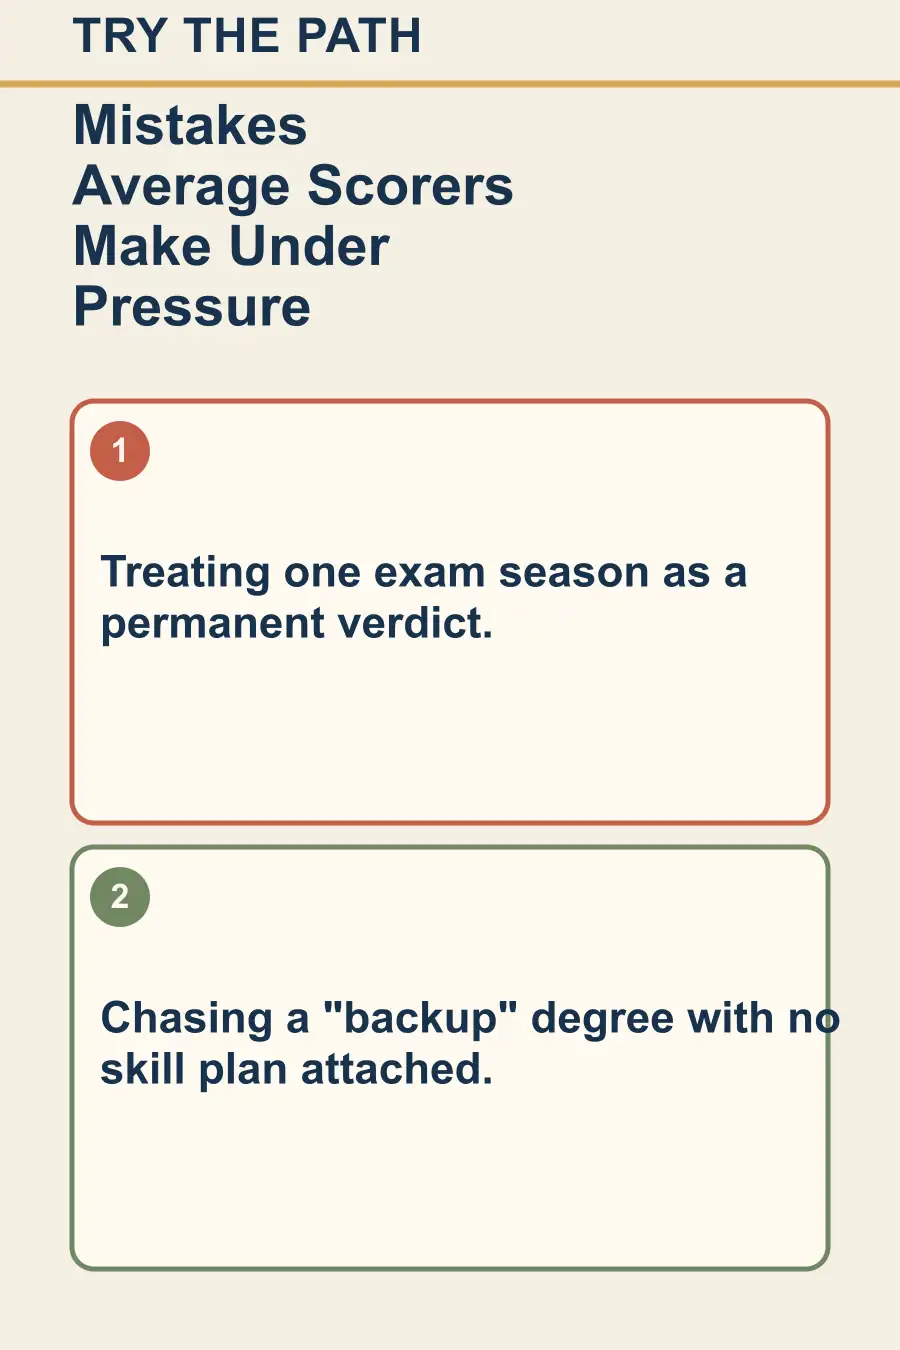 TRY THE PATH
Mistakes
Average Scorers
Make Under
Pressure
1
Treating one exam season as a
permanent verdict.
2
Chasing a "backup" degree with no
skill plan attached.